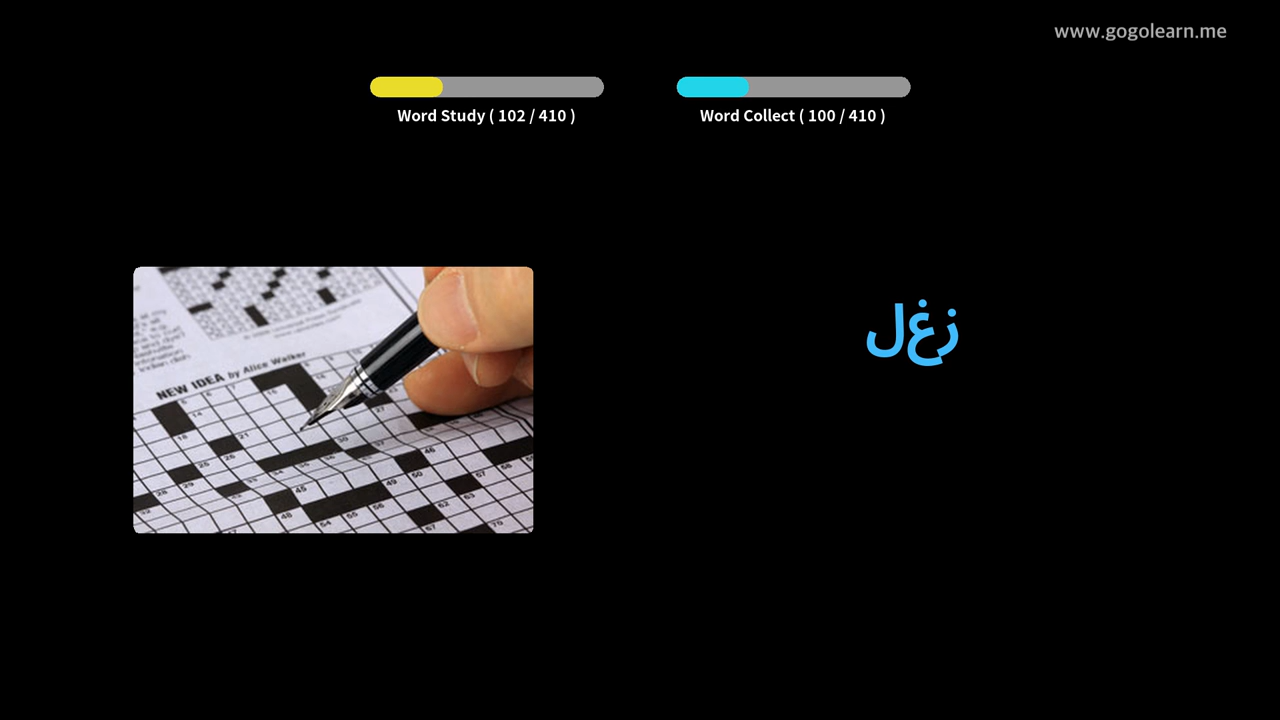 www.gogolearn.me
Word Study ( 102 / 410 )
Word Collect ( 100 / 410 )
NEW IDEA by Alice Walker
لغز